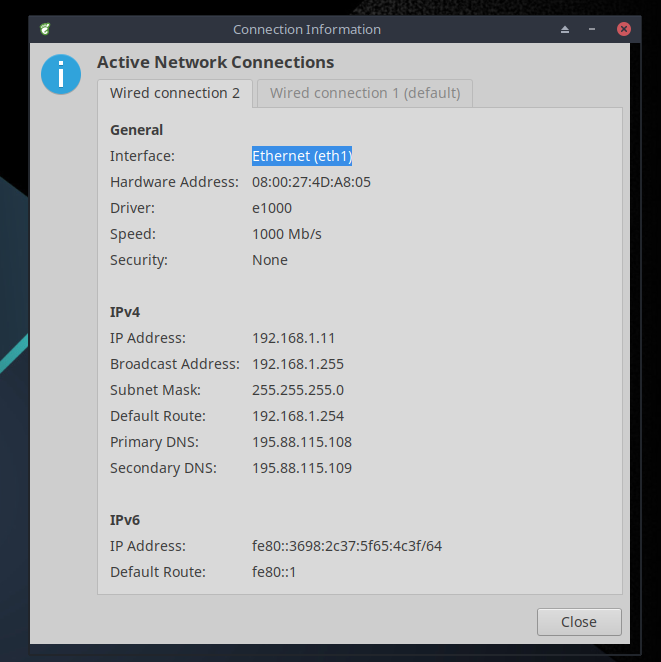 Connection Information
Active Network Connections
Wired connection 2 Wired connection 1 (default)
General
Interface: Ethernet (eth1)
Hardware Address: 08:00:27:4D:A8:05
Driver: e1000
Speed: 1000 Mb/s
Security: None
IPv4
IP Address: 192.168.1.11
Broadcast Address: 192.168.1.255
Subnet Mask: 255.255.255.0
Default Route: 192.168.1.254
Primary DNS: 195.88.115.108
Secondary DNS: 195.88.115.109
IPv6
IP Address: fe80::3698:2c37:5f65:4c3f/64
Default Route: fe80::1
Close